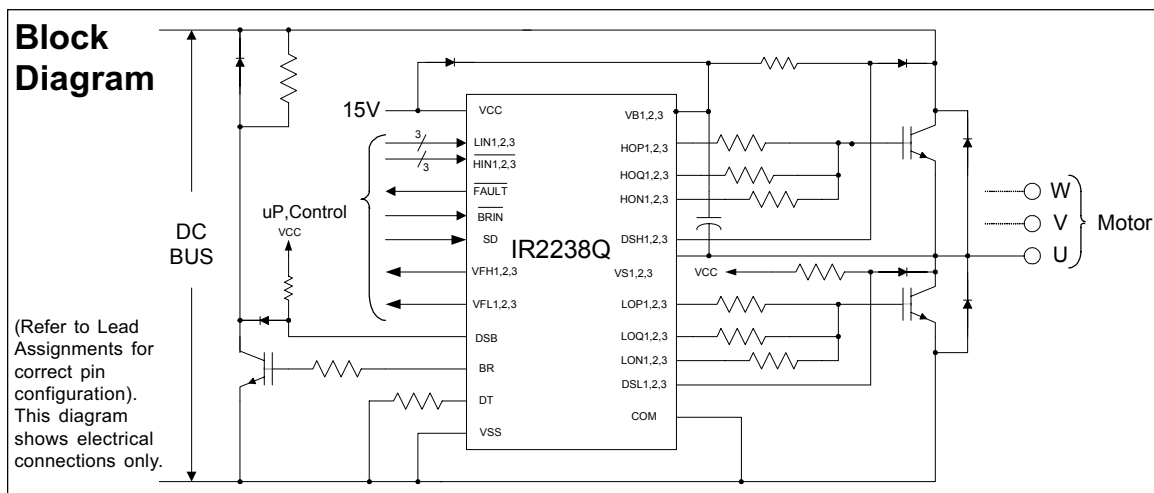 Block
Diagram
15V
VCC
LIN1,2,3
3
HIN1,2,3
3
FAULT
BRIN
SD
VFH1,2,3
VFL1,2,3
DSB
BR
DT
VSS
uP,Control
VCC
DC
BUS
IR2238Q
VB1,2,3
HOP1,2,3
HOQ1,2,3
HON1,2,3
DSH1,2,3
VS1,2,3
VCC
LOP1,2,3
LOQ1,2,3
LON1,2,3
DSL1,2,3
COM
W
V
U
Motor
(Refer to Lead
Assignments for
correct pin
configuration).
This diagram
shows electrical
connections only.